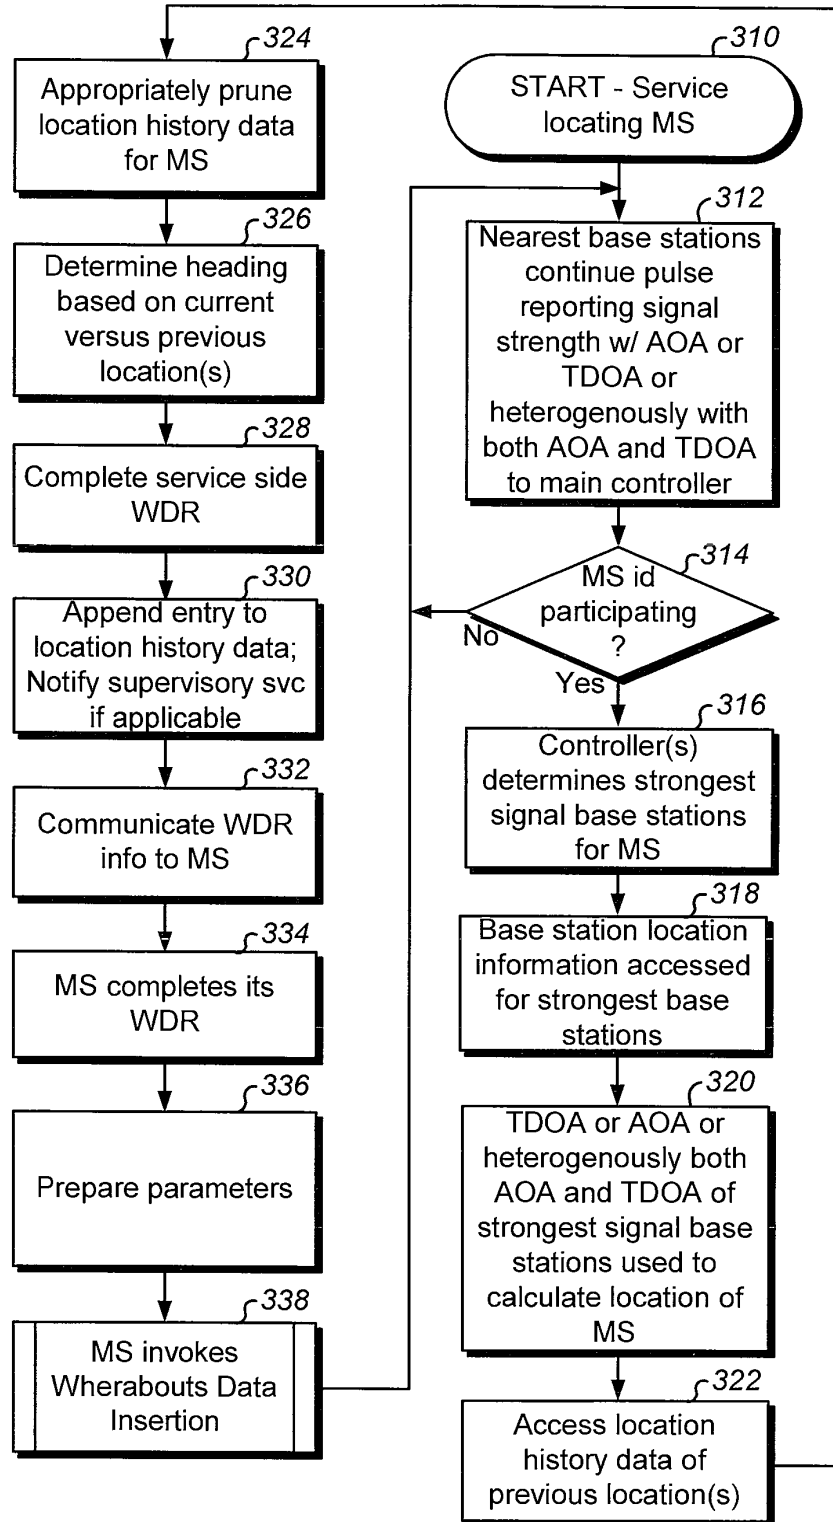 310
START - Service
locating MS
312
Nearest base stations
continue pulse
reporting signal
strength w/ AOA or
TDOA or
heterogenously with
both AOA and TDOA
to main controller
314
MS id
participating
?
No
Yes
316
Controller(s)
determines strongest
signal base stations
for MS
318
Base station location
information accessed
for strongest base
stations
320
TDOA or AOA or
heterogenously both
AOA and TDOA of
strongest signal base
stations used to
calculate location of
MS
322
Access location
history data of
previous location(s)
324
Appropriately prune
location history data
for MS
326
Determine heading
based on current
versus previous
location(s)
328
Complete service side
WDR
330
Append entry to
location history data;
Notify supervisory svc
if applicable
332
Communicate WDR
info to MS
334
MS completes its
WDR
336
Prepare parameters
338
MS invokes
Wherabouts Data
Insertion